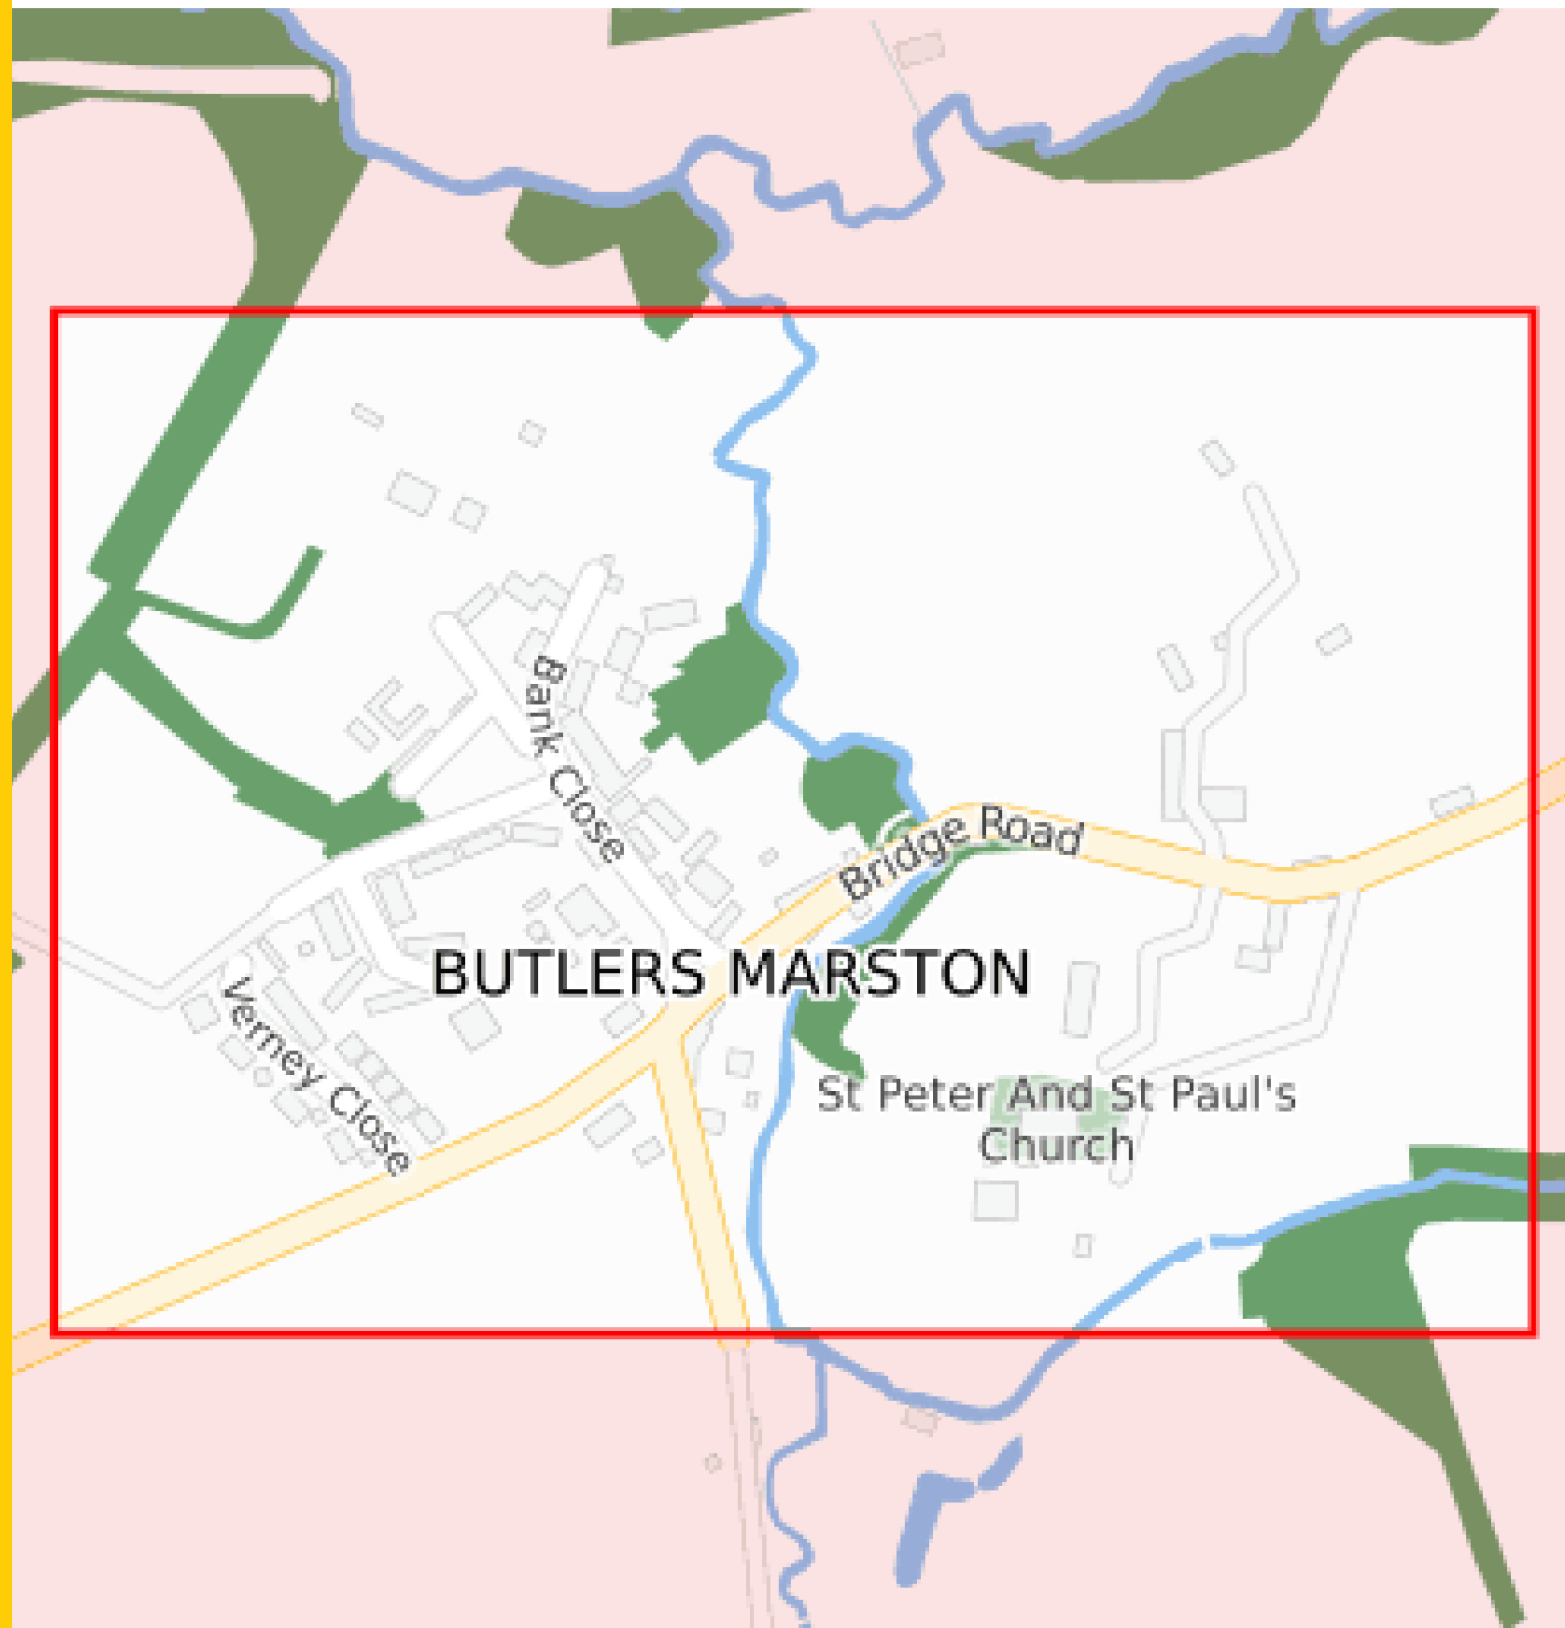 Bank Close
Bridge Road
BUTLERS MARSTON
Verney Close
St Peter And St Paul's
Church